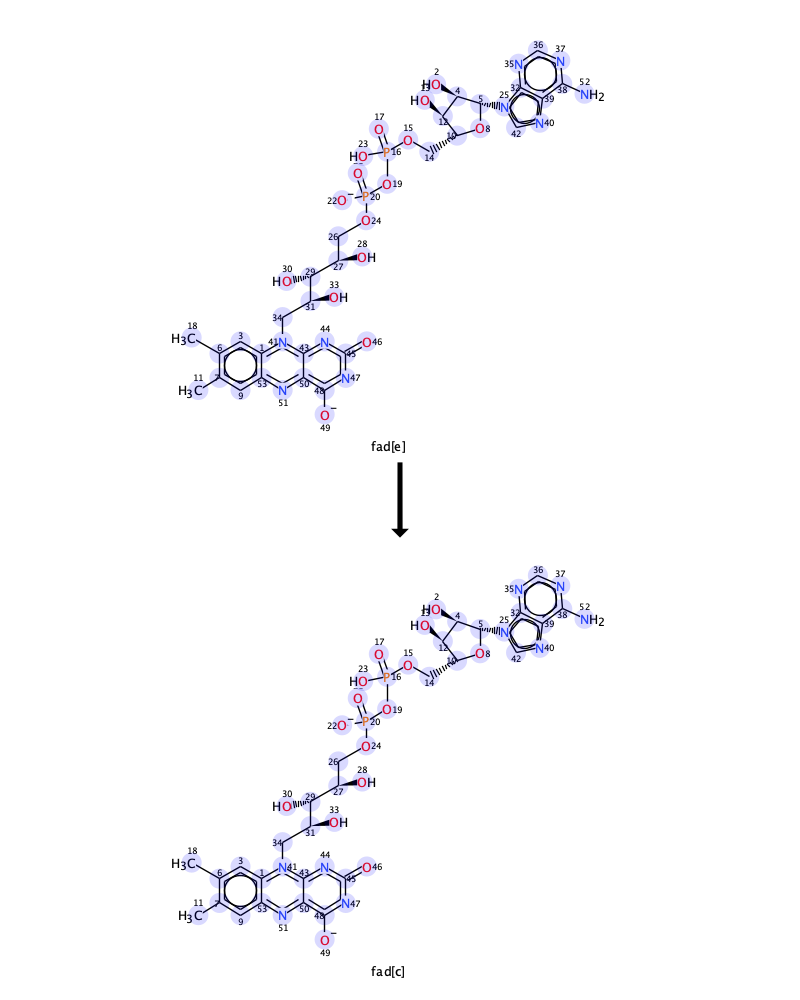 36
35 N N 37
2 HO 32 38 52
13 HO 4 5 25 N 39 NH2
12 N 40
17 O 15 O 10 O 8 42
23 HO P 16 14
O O 19
22 O − P 20
O 24
26
28 OH
27
30 HO 29
33 OH
31
34
18 H3C 3 41 N 44 N O 46
6 1 43 45
11 H3C 7 53 50 N 47
9 N 51 48
O −
49
fad[e]
36
35 N N 37
2 HO 32 38 52
13 HO 4 5 25 N 39 NH2
12 N 40
17 O 15 O 10 O 8 42
23 HO P 16 14
O O 19
22 O − P 20
O 24
26
28 OH
27
30 HO 29
33 OH
31
34
18 H3C 3 N 41 44 N O 46
6 1 43 45
11 H3C 7 53 50 N 47
9 N 51 48
O −
49
fad[c]